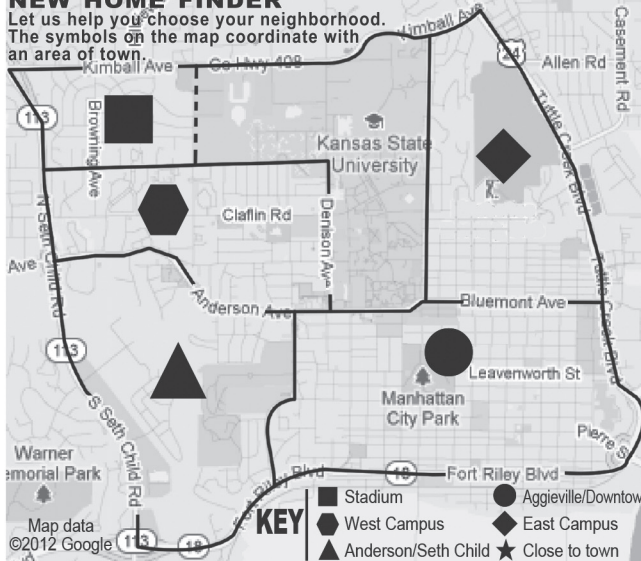 NEW HOME FINDER
Let us help you choose your neighborhood.
The symbols on the map coordinate with
an area of town.
Kimball Ave
Co Hwy 408
Kimball Ave
24
Allen Rd
Casement Rd
113
Browning Ave
Kansas State
University
Tuttle Creek Blvd
N Seth Child Rd
Claflin Rd
Denison Ave
Ave
Anderson Ave
Bluemont Ave
Tuttle Creek Blvd
113
Leavenworth St
Manhattan
City Park
S Seth Child Rd
Pierre S
Warner
emorial Park
Fort Riley Blvd
18
Fort Riley Blvd
Map data
©2012 Google
113
18
KEY
Stadium
Aggieville/Downtow
West Campus
East Campus
Anderson/Seth Child
Close to town